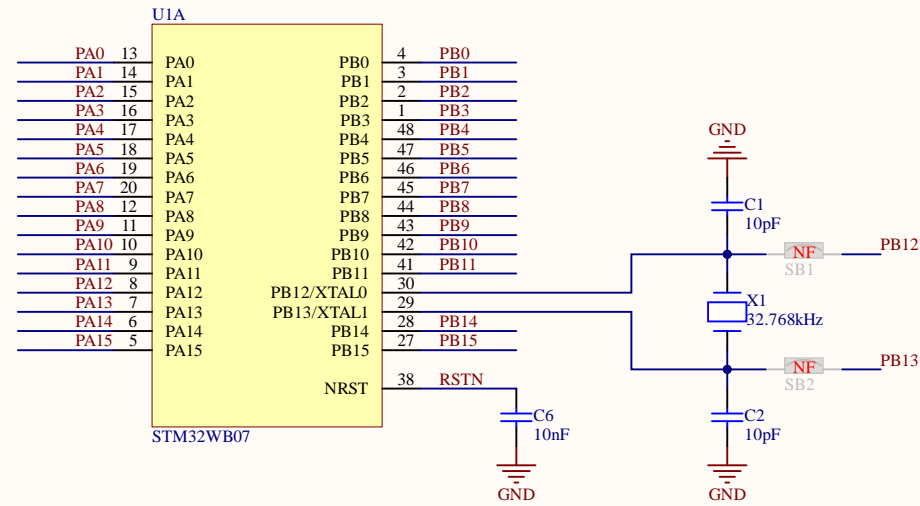 U1A
PA0 13 PA0 PB0 4 PB0
PA1 14 PA1 PB1 3 PB1
PA2 15 PA2 PB2 2 PB2
PA3 16 PA3 PB3 1 PB3
PA4 17 PA4 PB4 48 PB4
PA5 18 PA5 PB5 47 PB5
PA6 19 PA6 PB6 46 PB6
PA7 20 PA7 PB7 45 PB7
PA8 12 PA8 PB8 44 PB8
PA9 11 PA9 PB9 43 PB9
PA10 10 PA10 PB10 42 PB10
PA11 9 PA11 PB11 41 PB11
PA12 8 PA12 PB12/XTAL0 30
PA13 7 PA13 PB13/XTAL1 29
PA14 6 PA14 PB14 28 PB14
PA15 5 PA15 PB15 27 PB15
NRST 38 RSTN
STM32WB07
C6
10nF
GND
GND
C1
10pF
NF PB12
SB1
X1
32.768kHz
NF PB13
SB2
C2
10pF
GND